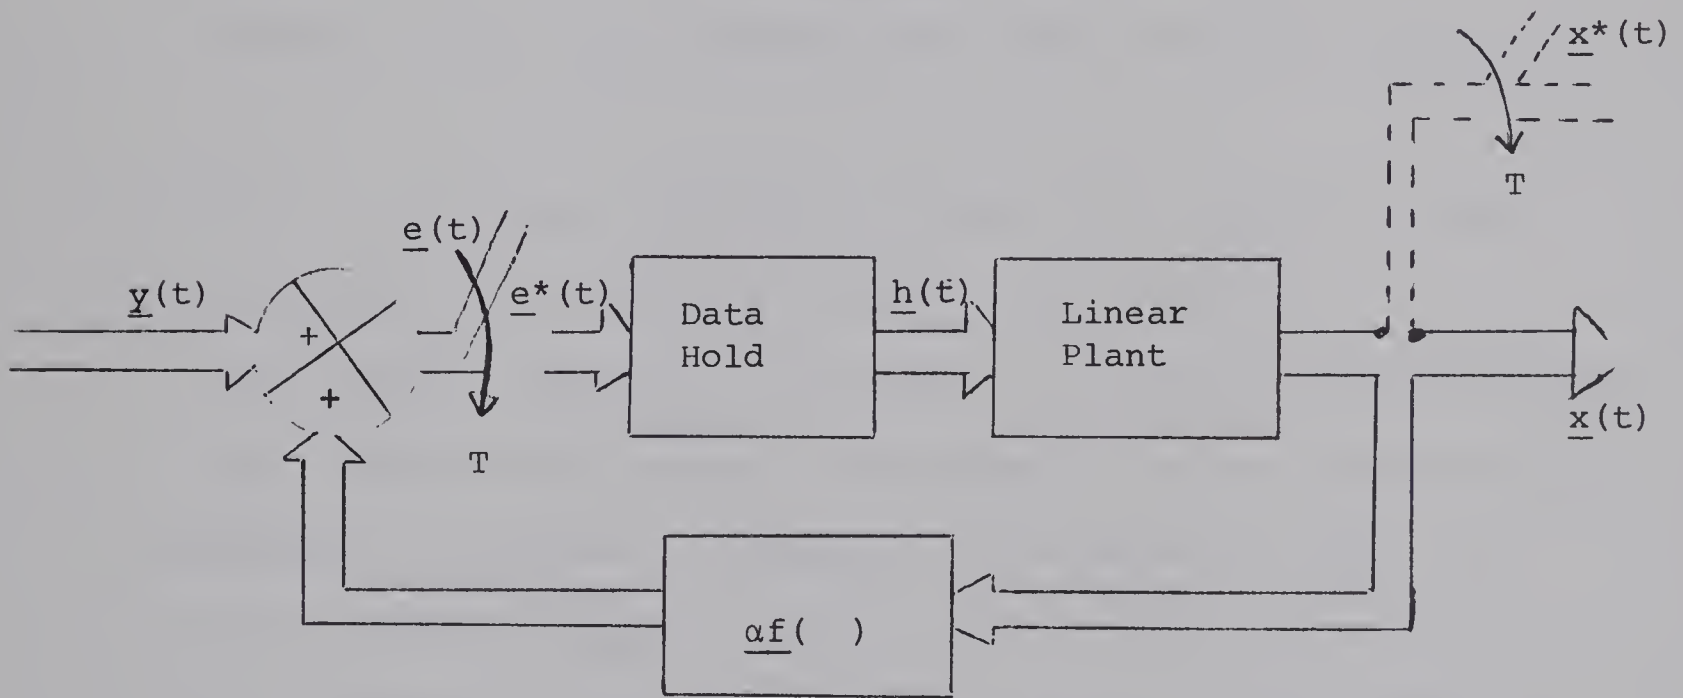 x*(t)
T
e(t)
y(t)
e*(t)
h(t)
x(t)
+
+
T
Data
Hold
Linear
Plant
αf( )